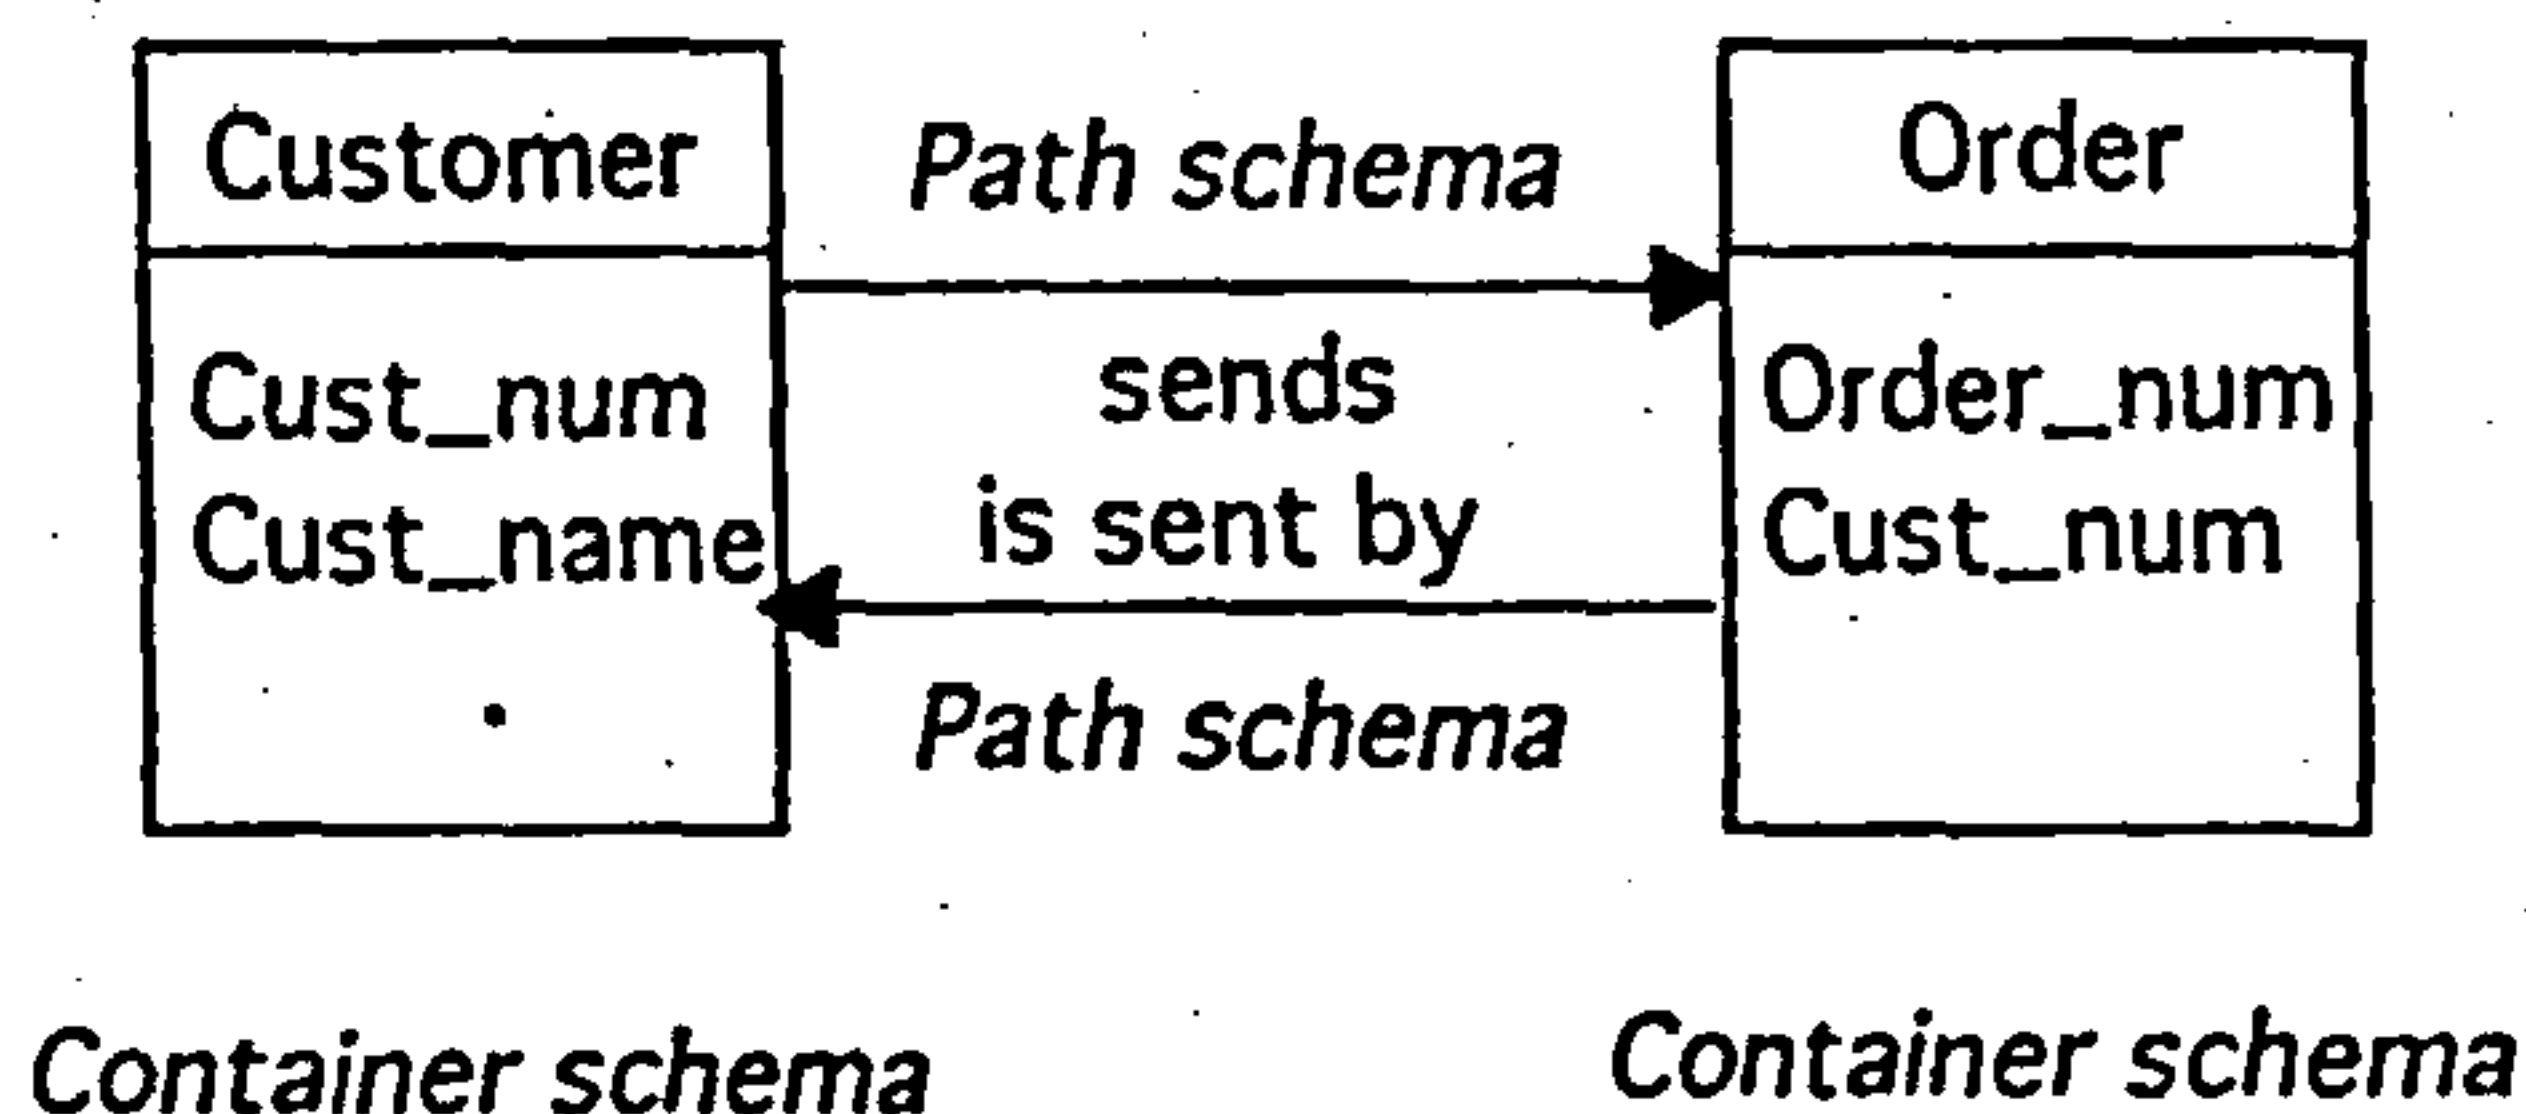 Customer
Cust_num
Cust_name
Path schema
sends
is sent by
Path schema
Order
Order_num
Cust_num
Container schema
Container schema